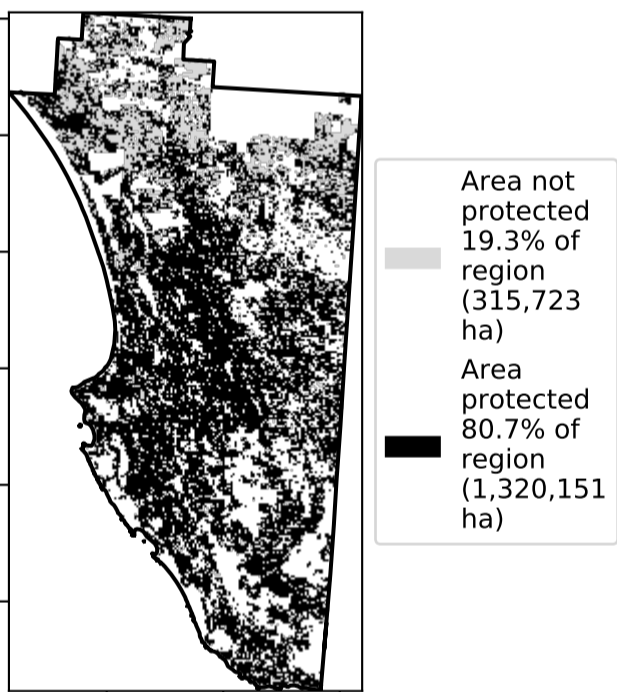 Area not
protected
19.3% of
region
(315,723
ha)
Area
protected
80.7% of
region
(1,320,151
ha)